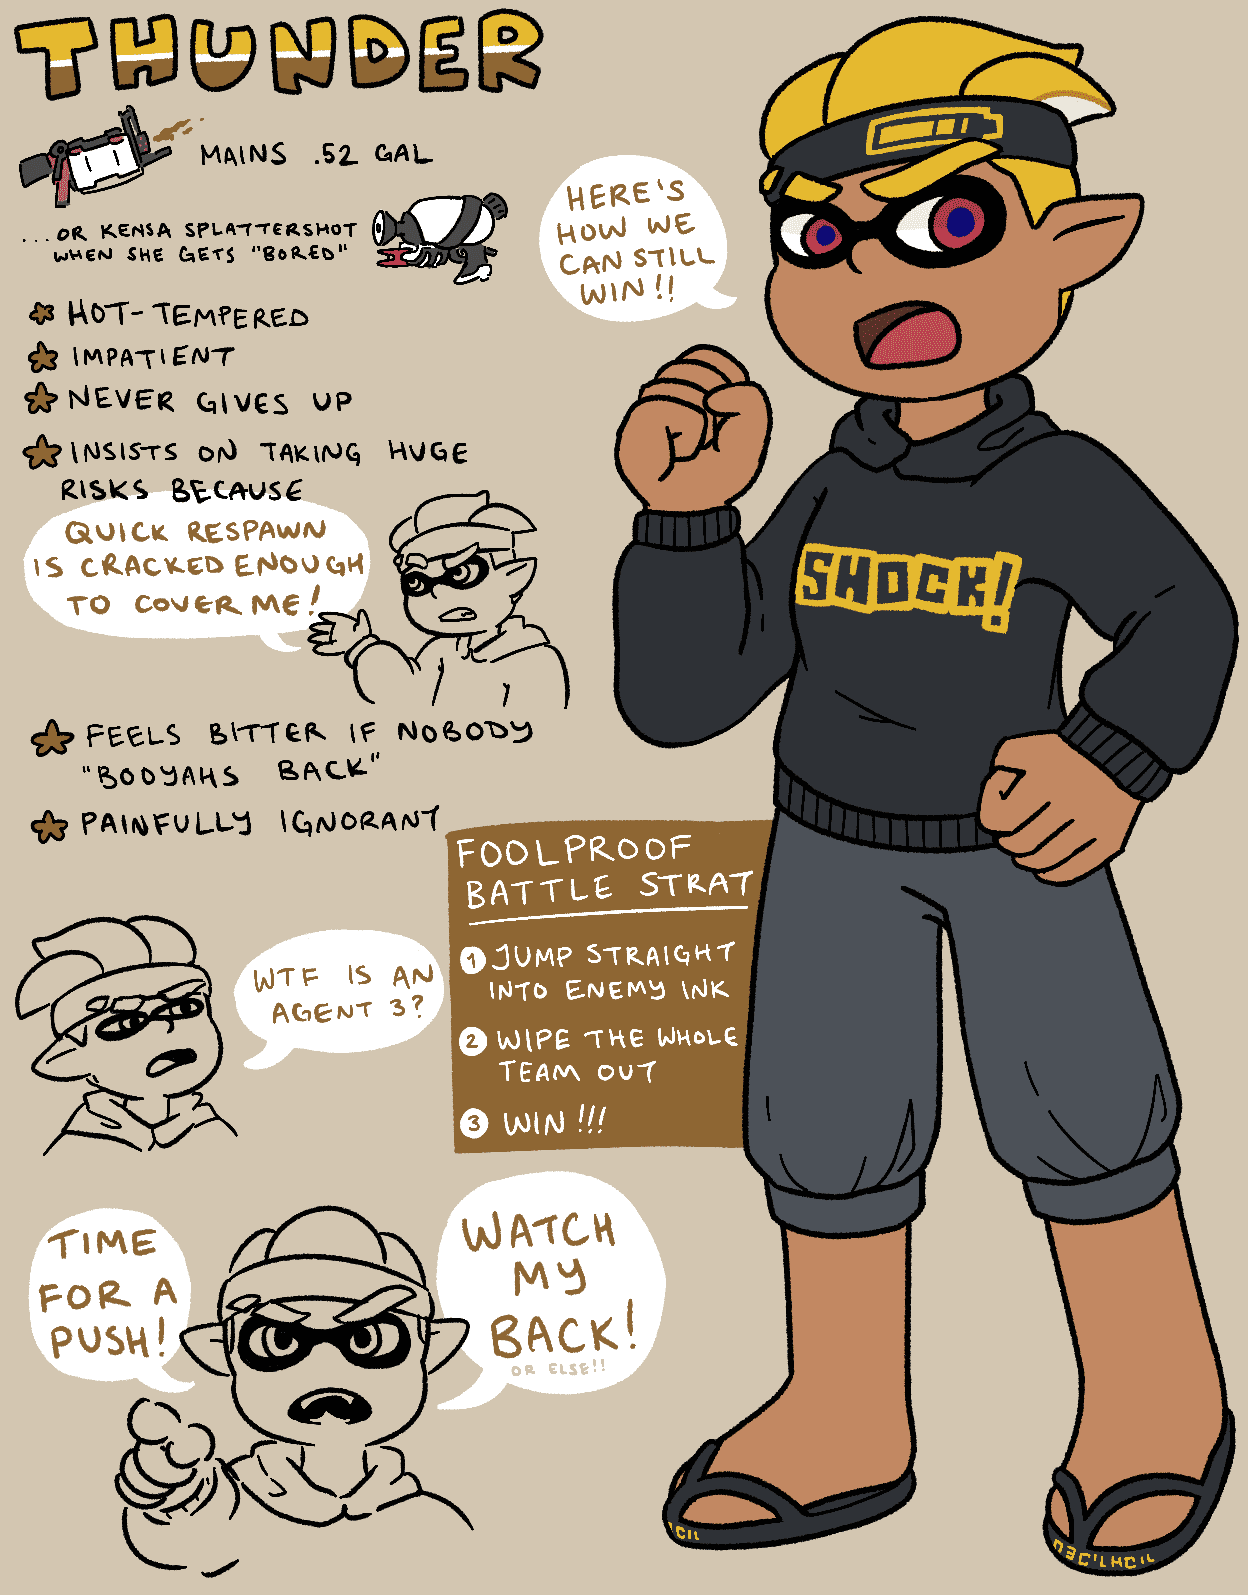 THUNDER
MAINS .52 GAL
...OR KENSA SPLATTERSHOT
WHEN SHE GETS "BORED"
HOT-TEMPERED
IMPATIENT
NEVER GIVES UP
INSISTS ON TAKING HUGE
RISKS BECAUSE
QUICK RESPAWN
IS CRACKED ENOUGH
TO COVER ME!
FEELS BITTER IF NOBODY
"BOOYAHS BACK"
PAINFULLY IGNORANT
HERE'S
HOW WE
CAN STILL
WIN!!
SHOCK!
FOOLPROOF
BATTLE STRAT
1 JUMP STRAIGHT
INTO ENEMY INK
2 WIPE THE WHOLE
TEAM OUT
3 WIN!!!
WTF IS AN
AGENT 3?
TIME
FOR A
PUSH!
WATCH
MY
BACK!
OR ELSE!!